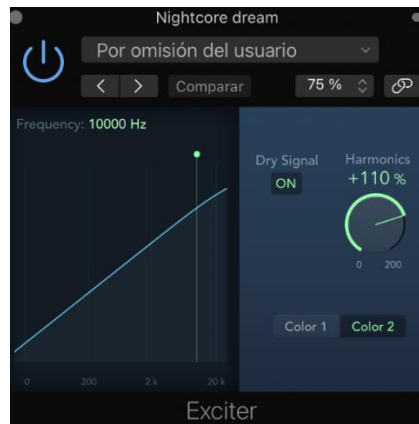 Nightcore dream
Por omisión del usuario
Comparar
75 %
Frequency: 10000 Hz
Dry Signal
ON
Harmonics
+110 %
0 200
Color 1 Color 2
0 200 2 k 20 k
Exciter